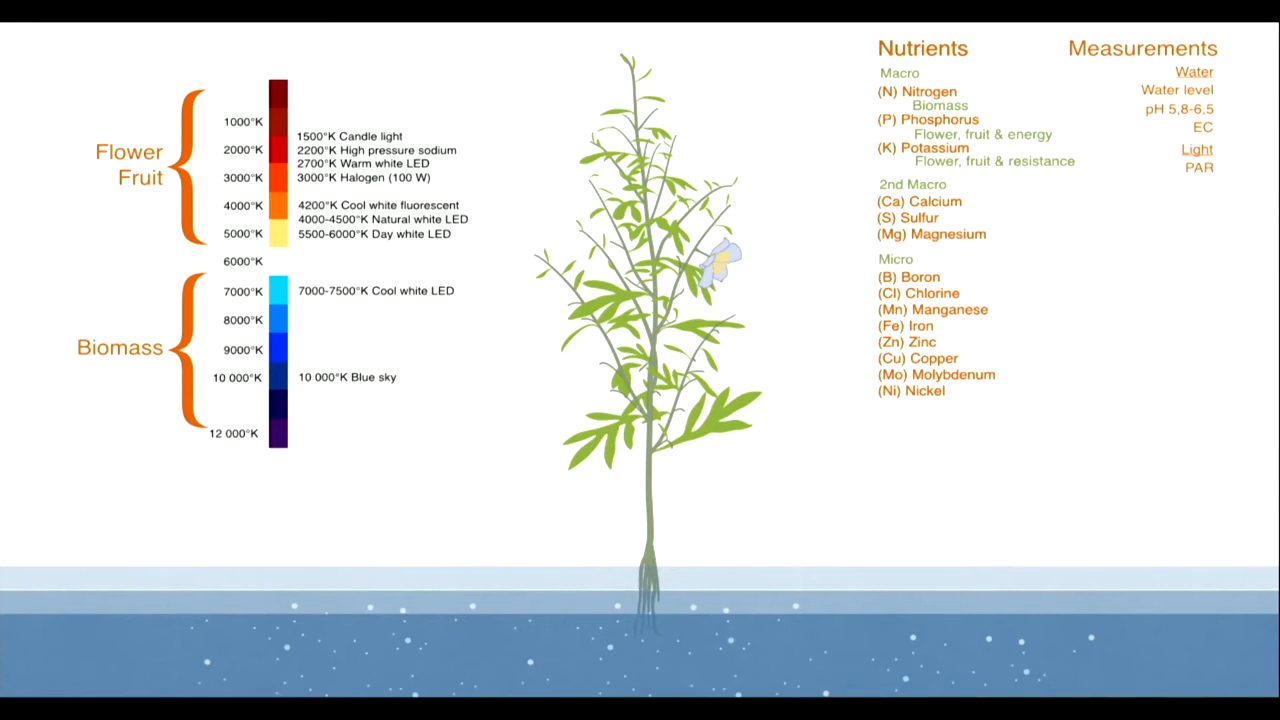 Flower
Fruit
Biomass
1000°K
2000°K
3000°K
4000°K
5000°K
6000°K
7000°K
8000°K
9000°K
10 000°K
12 000°K
1500°K Candle light
2200°K High pressure sodium
2700°K Warm white LED
3000°K Halogen (100 W)
4200°K Cool white fluorescent
4000-4500°K Natural white LED
5500-6000°K Day white LED
7000-7500°K Cool white LED
10 000°K Blue sky
Nutrients
Macro
(N) Nitrogen
Biomass
(P) Phosphorus
Flower, fruit & energy
(K) Potassium
Flower, fruit & resistance
2nd Macro
(Ca) Calcium
(S) Sulfur
(Mg) Magnesium
Micro
(B) Boron
(Cl) Chlorine
(Mn) Manganese
(Fe) Iron
(Zn) Zinc
(Cu) Copper
(Mo) Molybdenum
(Ni) Nickel
Measurements
Water
Water level
pH 5,8-6,5
EC
Light
PAR